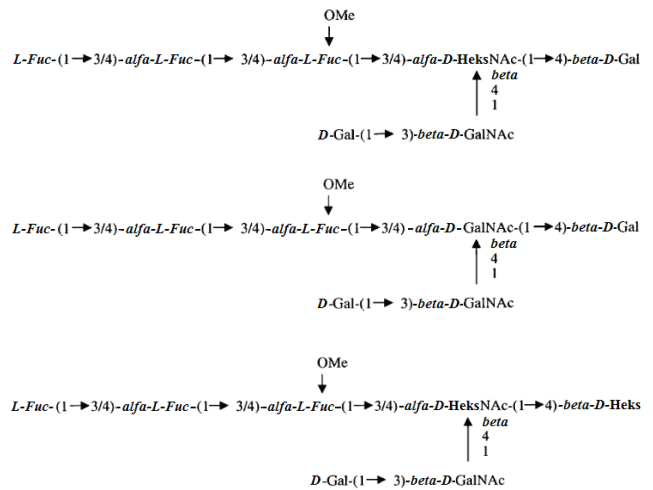 OMe
L-Fuc-(1→3/4)-alfa-L-Fuc-(1→ 3/4)-alfa-L-Fuc-(1→3/4)-alfa-D-HeksNAc-(1→4)-beta-D-Gal
beta
4
1
D-Gal-(1→ 3)-beta-D-GalNAc
OMe
L-Fuc-(1→3/4)-alfa-L-Fuc-(1→ 3/4)-alfa-L-Fuc-(1→3/4)-alfa-D-GalNAc-(1→4)-beta-D-Gal
beta
4
1
D-Gal-(1→ 3)-beta-D-GalNAc
OMe
L-Fuc-(1→3/4)-alfa-L-Fuc-(1→ 3/4)-alfa-L-Fuc-(1→3/4)-alfa-D-HeksNAc-(1→4)-beta-D-Heks
beta
4
1
D-Gal-(1→ 3)-beta-D-GalNAc